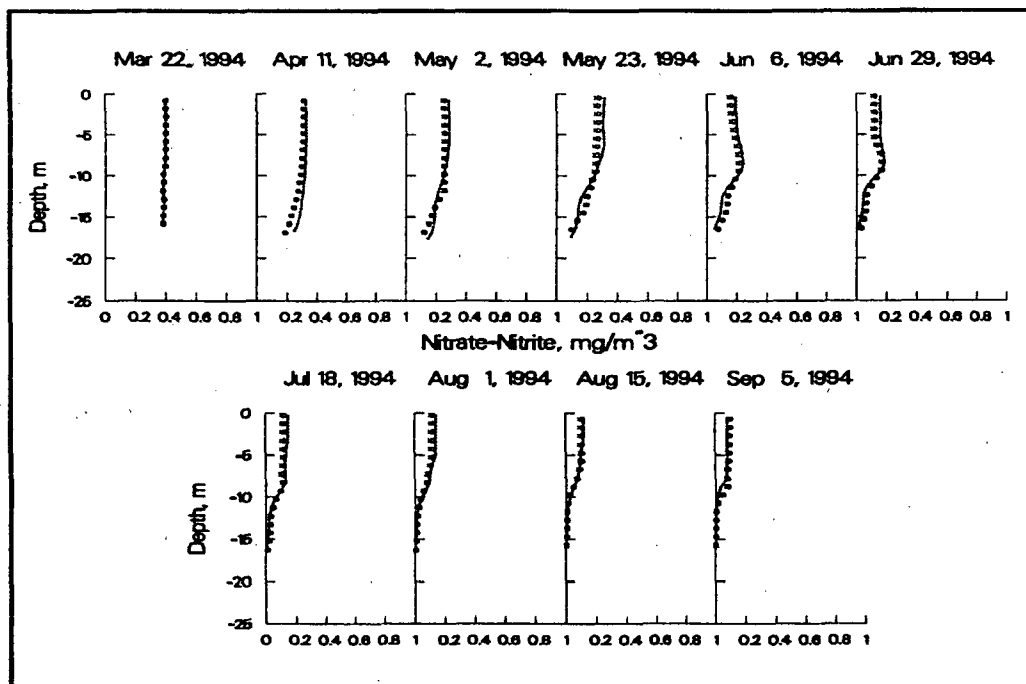 Mar 22, 1994 Apr 11, 1994 May 2, 1994 May 23, 1994 Jun 6, 1994 Jun 29, 1994
0
-5
-10
-15
-20
-25
Depth, m
0 0.2 0.4 0.6 0.8 1 0.2 0.4 0.6 0.8 1 0.2 0.4 0.6 0.8 1 0.2 0.4 0.6 0.8 1 0.2 0.4 0.6 0.8 1 0.2 0.4 0.6 0.8 1
Nitrate-Nitrite, mg/m^3
Jul 18, 1994 Aug 1, 1994 Aug 15, 1994 Sep 5, 1994
0
-5
-10
-15
-20
-25
Depth, m
0 0.2 0.4 0.6 0.8 1 0.2 0.4 0.6 0.8 1 0.2 0.4 0.6 0.8 1 0.2 0.4 0.6 0.8 1